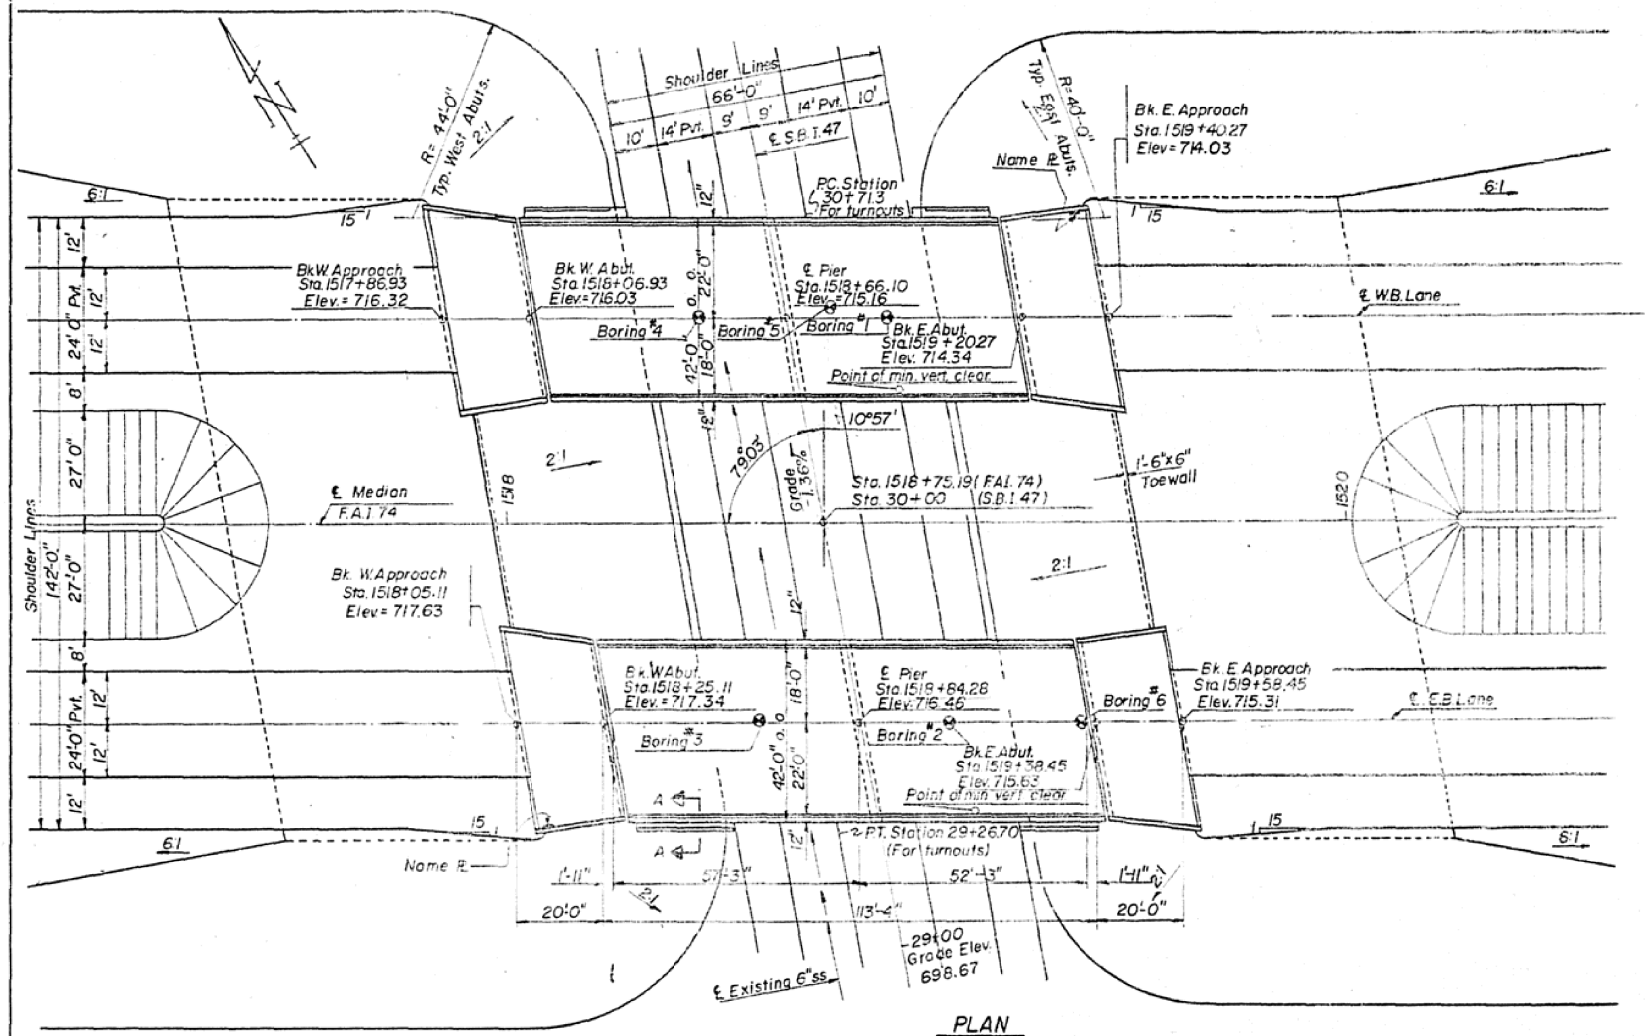 Shoulder Lines
66'-0"
10'
14' Pvt.
9'
9'
14' Pvt.
10'
℄ S.B.I. 47
R= 44'-0"
Typ. West Abuts.
2:1
R= 40'-0"
Typ. East Abuts.
Name PL
Bk. E. Approach
Sta. 1519+40.27
Elev = 714.03
6:1
15
1
12"
P.C. Station
30+71.3
(For turnouts)
1
15
6:1
N
Bk. W. Approach
Sta. 1517+86.93
Elev. = 716.32
Bk. W. Abut.
Sta. 1518+06.93
Elev = 716.03
℄ Pier
Sta. 1518+66.10
Elev. = 715.16
Boring #4
Boring #5
Boring #1
Bk. E. Abut.
Sta. 1519+20.27
Elev. 714.34
Point of min. vert. clear.
42'-0" o. o.
22'-0"
18'-0"
12"
℄ W.B. Lane
12'
24'0" Pvt.
12'
12'
8'
27'0"
Shoulder Lines
142'-0"
27'-0"
8'
24'-0" Pvt.
12'
12'
12'
℄ Median
F.A.I. 74
1518
2:1
79°03'
10°57'
Grade
-1.36%
Sta. 1518+75.19 (F.A.I. 74)
Sta. 30+00 (S.B.I. 47)
1'-6"x6"
Toewall
1520
2:1
Bk. W. Approach
Sta. 1518+05.11
Elev = 717.63
Bk. W. Abut.
Sta. 1518+25.11
Elev. = 717.34
12"
18'-0"
42'-0" o. o.
22'-0"
12"
℄ Pier
Sta. 1518+84.28
Elev. 716.46
Boring #3
Boring #2
Boring #6
Bk. E. Abut.
Sta. 1519+38.45
Elev. 715.63
Point of min. vert. clear.
Bk. E. Approach
Sta. 1519+58.45
Elev. 715.31
℄ E.B. Lane
A
A
6:1
15
1
Name PL
P.T. Station 29+26.70
(For turnouts)
1
15
6:1
1'-11"
57'-3"
52'-3"
1'-11"
2:1
20'-0"
113'-4"
20'-0"
29+00
Grade Elev.
698.67
℄ Existing 6" ss.
PLAN